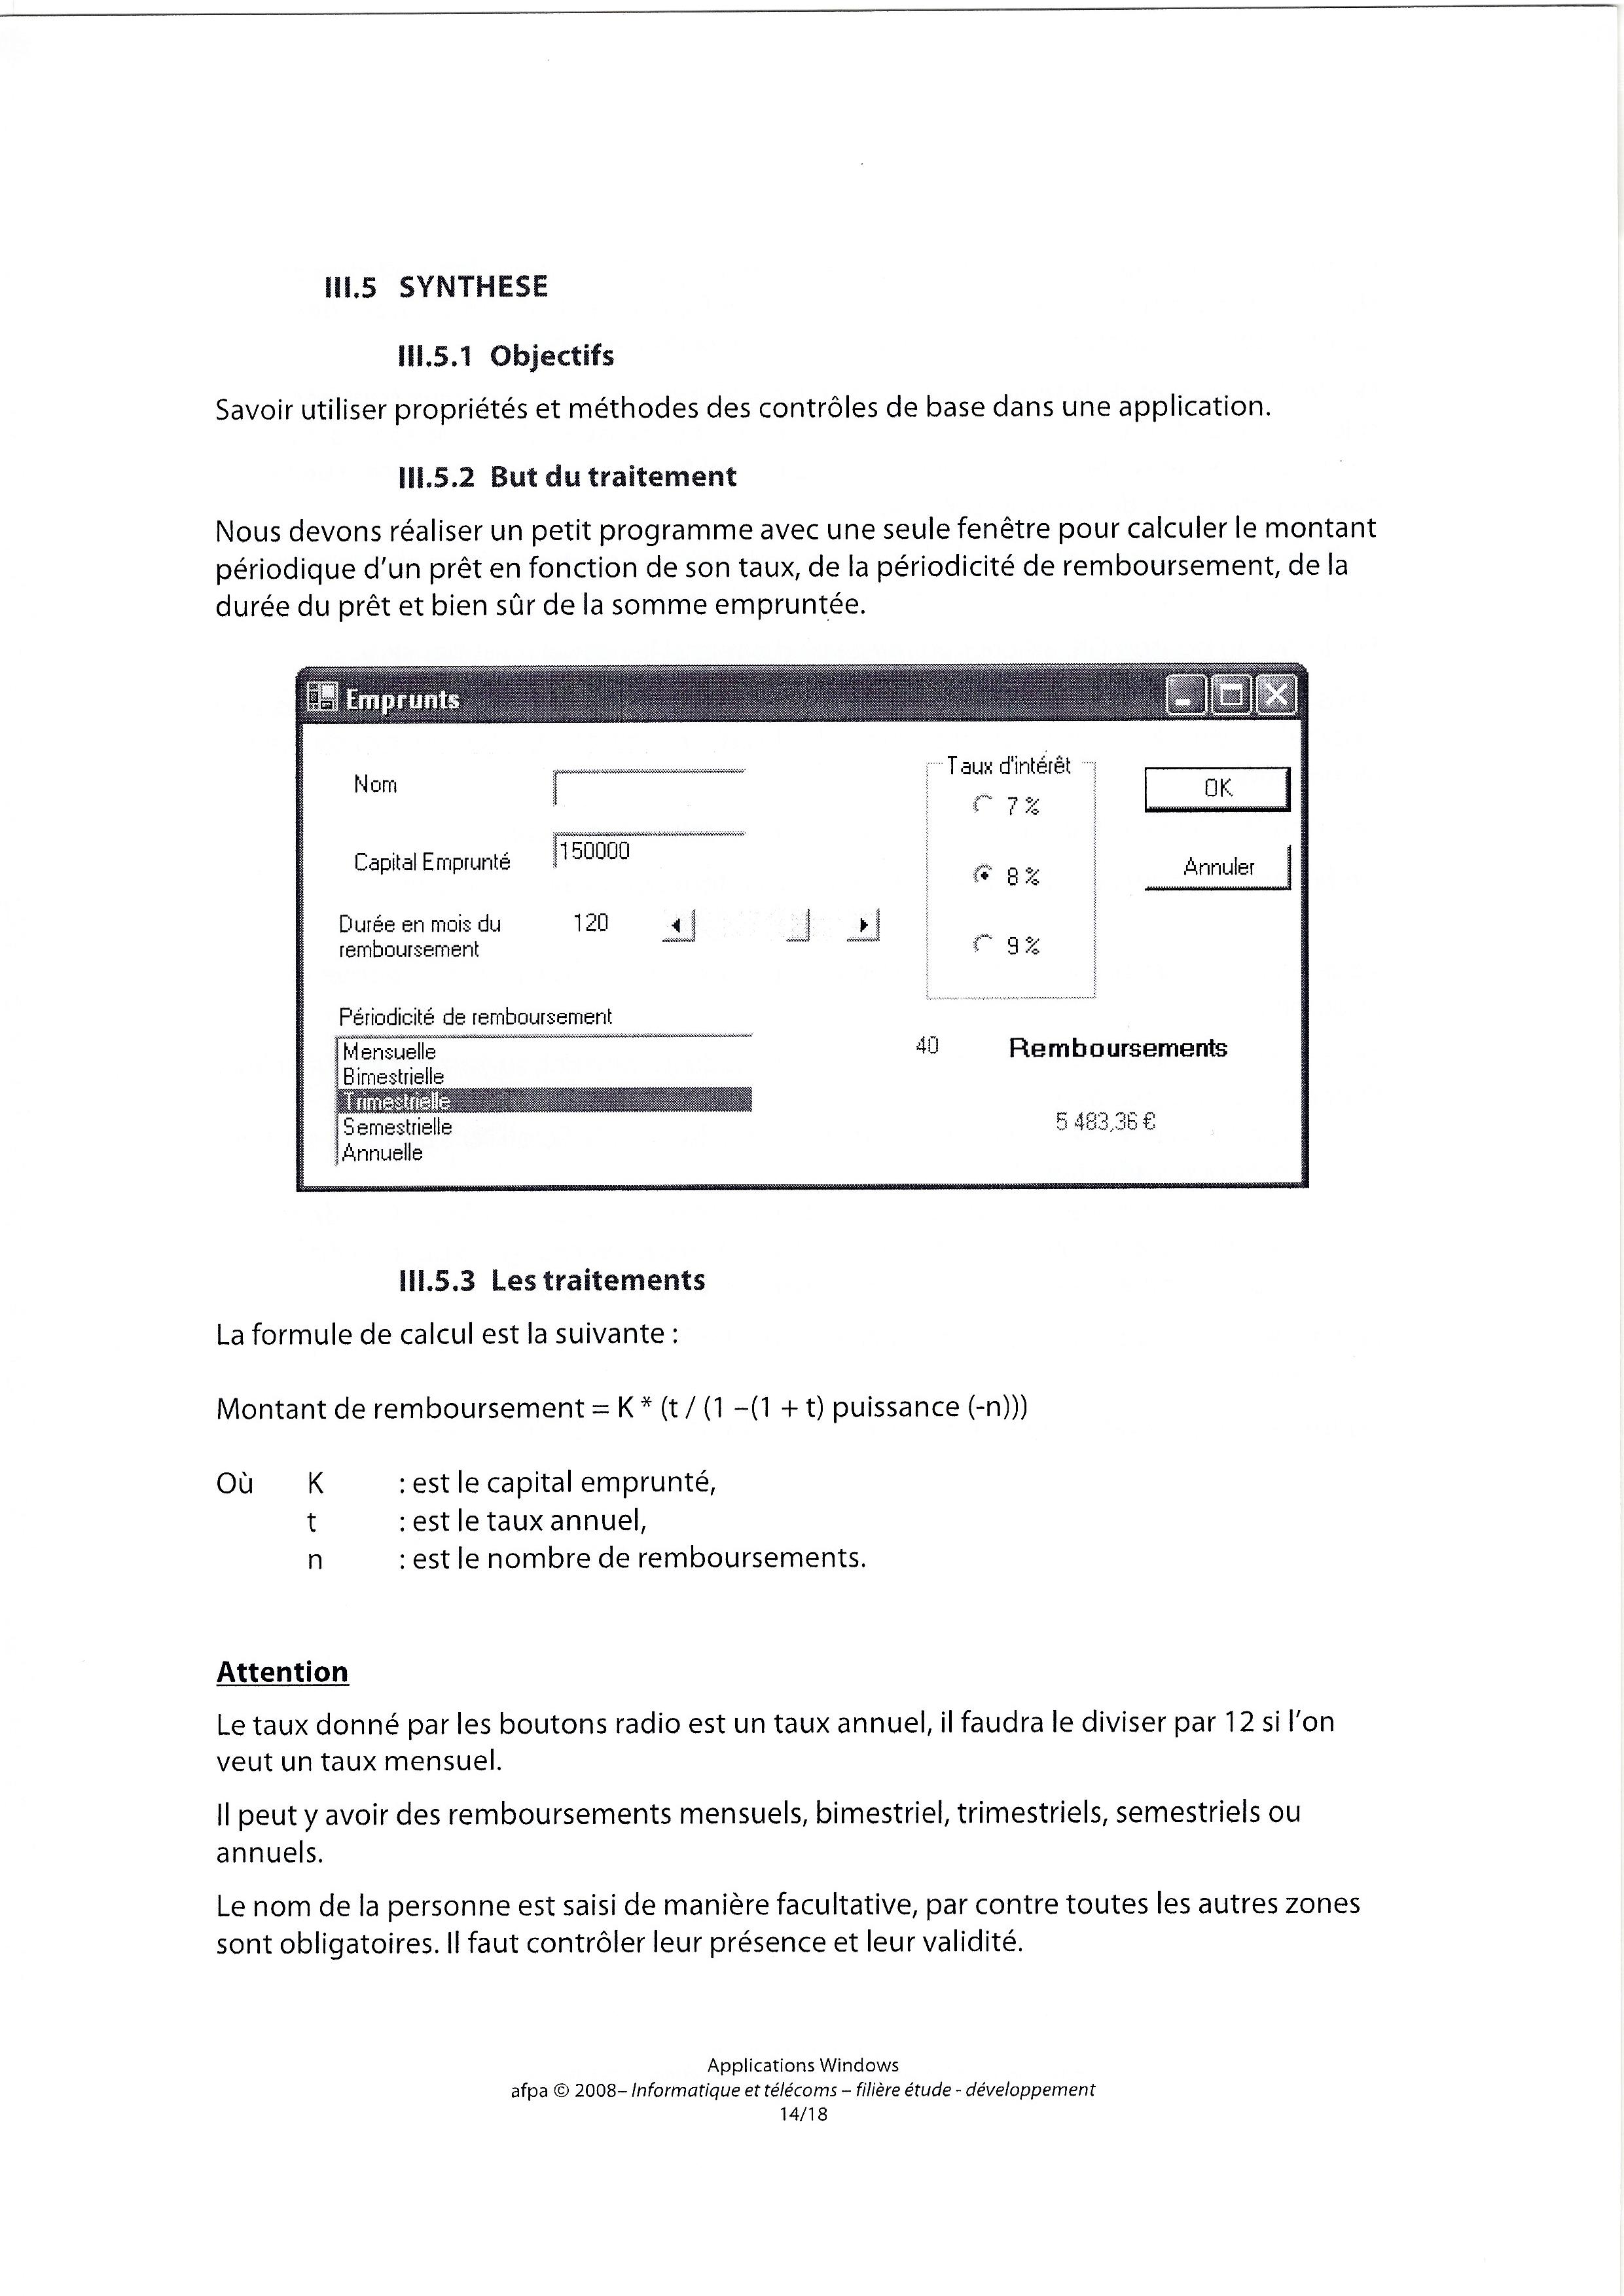 III.5 SYNTHESE
III.5.1 Objectifs
Savoir utiliser propriétés et méthodes des contrôles de base dans une application.
III.5.2 But du traitement
Nous devons réaliser un petit programme avec une seule fenêtre pour calculer le montant
périodique d'un prêt en fonction de son taux, de la périodicité de remboursement, de la
durée du prêt et bien sûr de la somme empruntée.
Emprunts
Nom
Capital Emprunté 150000
Durée en mois du
remboursement
120
Taux d'intérêt
7 %
8 %
9 %
OK
Annuler
Périodicité de remboursement
Mensuelle
Bimestrielle
Trimestrielle
Semestrielle
Annuelle
40 Remboursements
5 483,36 €
III.5.3 Les traitements
La formule de calcul est la suivante :
Montant de remboursement = K * (t / (1 –(1 + t) puissance (-n)))
Où K : est le capital emprunté,
t : est le taux annuel,
n : est le nombre de remboursements.
Attention
Le taux donné par les boutons radio est un taux annuel, il faudra le diviser par 12 si l'on
veut un taux mensuel.
Il peut y avoir des remboursements mensuels, bimestriel, trimestriels, semestriels ou
annuels.
Le nom de la personne est saisi de manière facultative, par contre toutes les autres zones
sont obligatoires. Il faut contrôler leur présence et leur validité.
Applications Windows
afpa © 2008– Informatique et télécoms – filière étude - développement
14/18